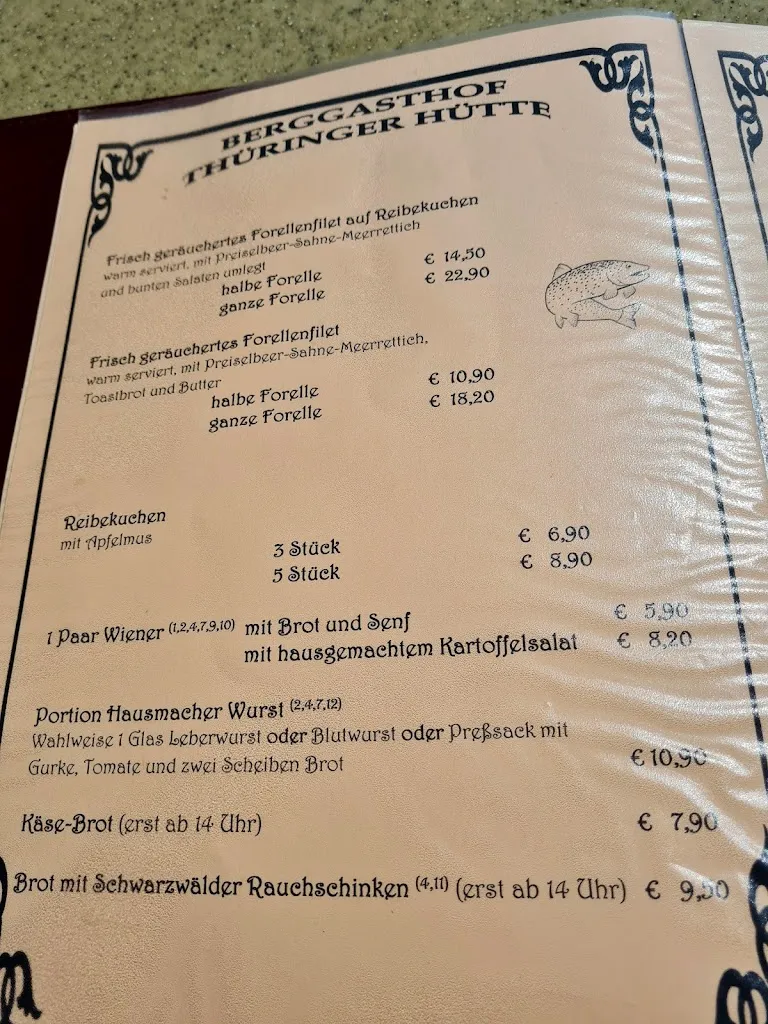 BERGGASTHOF
THÜRINGER HÜTTE
Frisch geräuchertes Forellenfilet auf Reibekuchen
warm serviert, mit Preiselbeer-Sahne-Meerrettich
und bunten Salaten umlegt
halbe Forelle € 14,50
ganze Forelle € 22,90
Frisch geräuchertes Forellenfilet
warm serviert, mit Preiselbeer-Sahne-Meerrettich,
Toastbrot und Butter
halbe Forelle € 10,90
ganze Forelle € 18,20
Reibekuchen
mit Apfelmus
3 Stück € 6,90
5 Stück € 8,90
1 Paar Wiener (1,2,4,7,9,10) mit Brot und Senf € 5,90
mit hausgemachtem Kartoffelsalat € 8,20
Portion Hausmacher Wurst (2,4,7,12)
Wahlweise 1 Glas Leberwurst oder Blutwurst oder Preßsack mit
Gurke, Tomate und zwei Scheiben Brot € 10,90
Käse-Brot (erst ab 14 Uhr) € 7,90
Brot mit Schwarzwälder Rauchschinken (4,11) (erst ab 14 Uhr) €